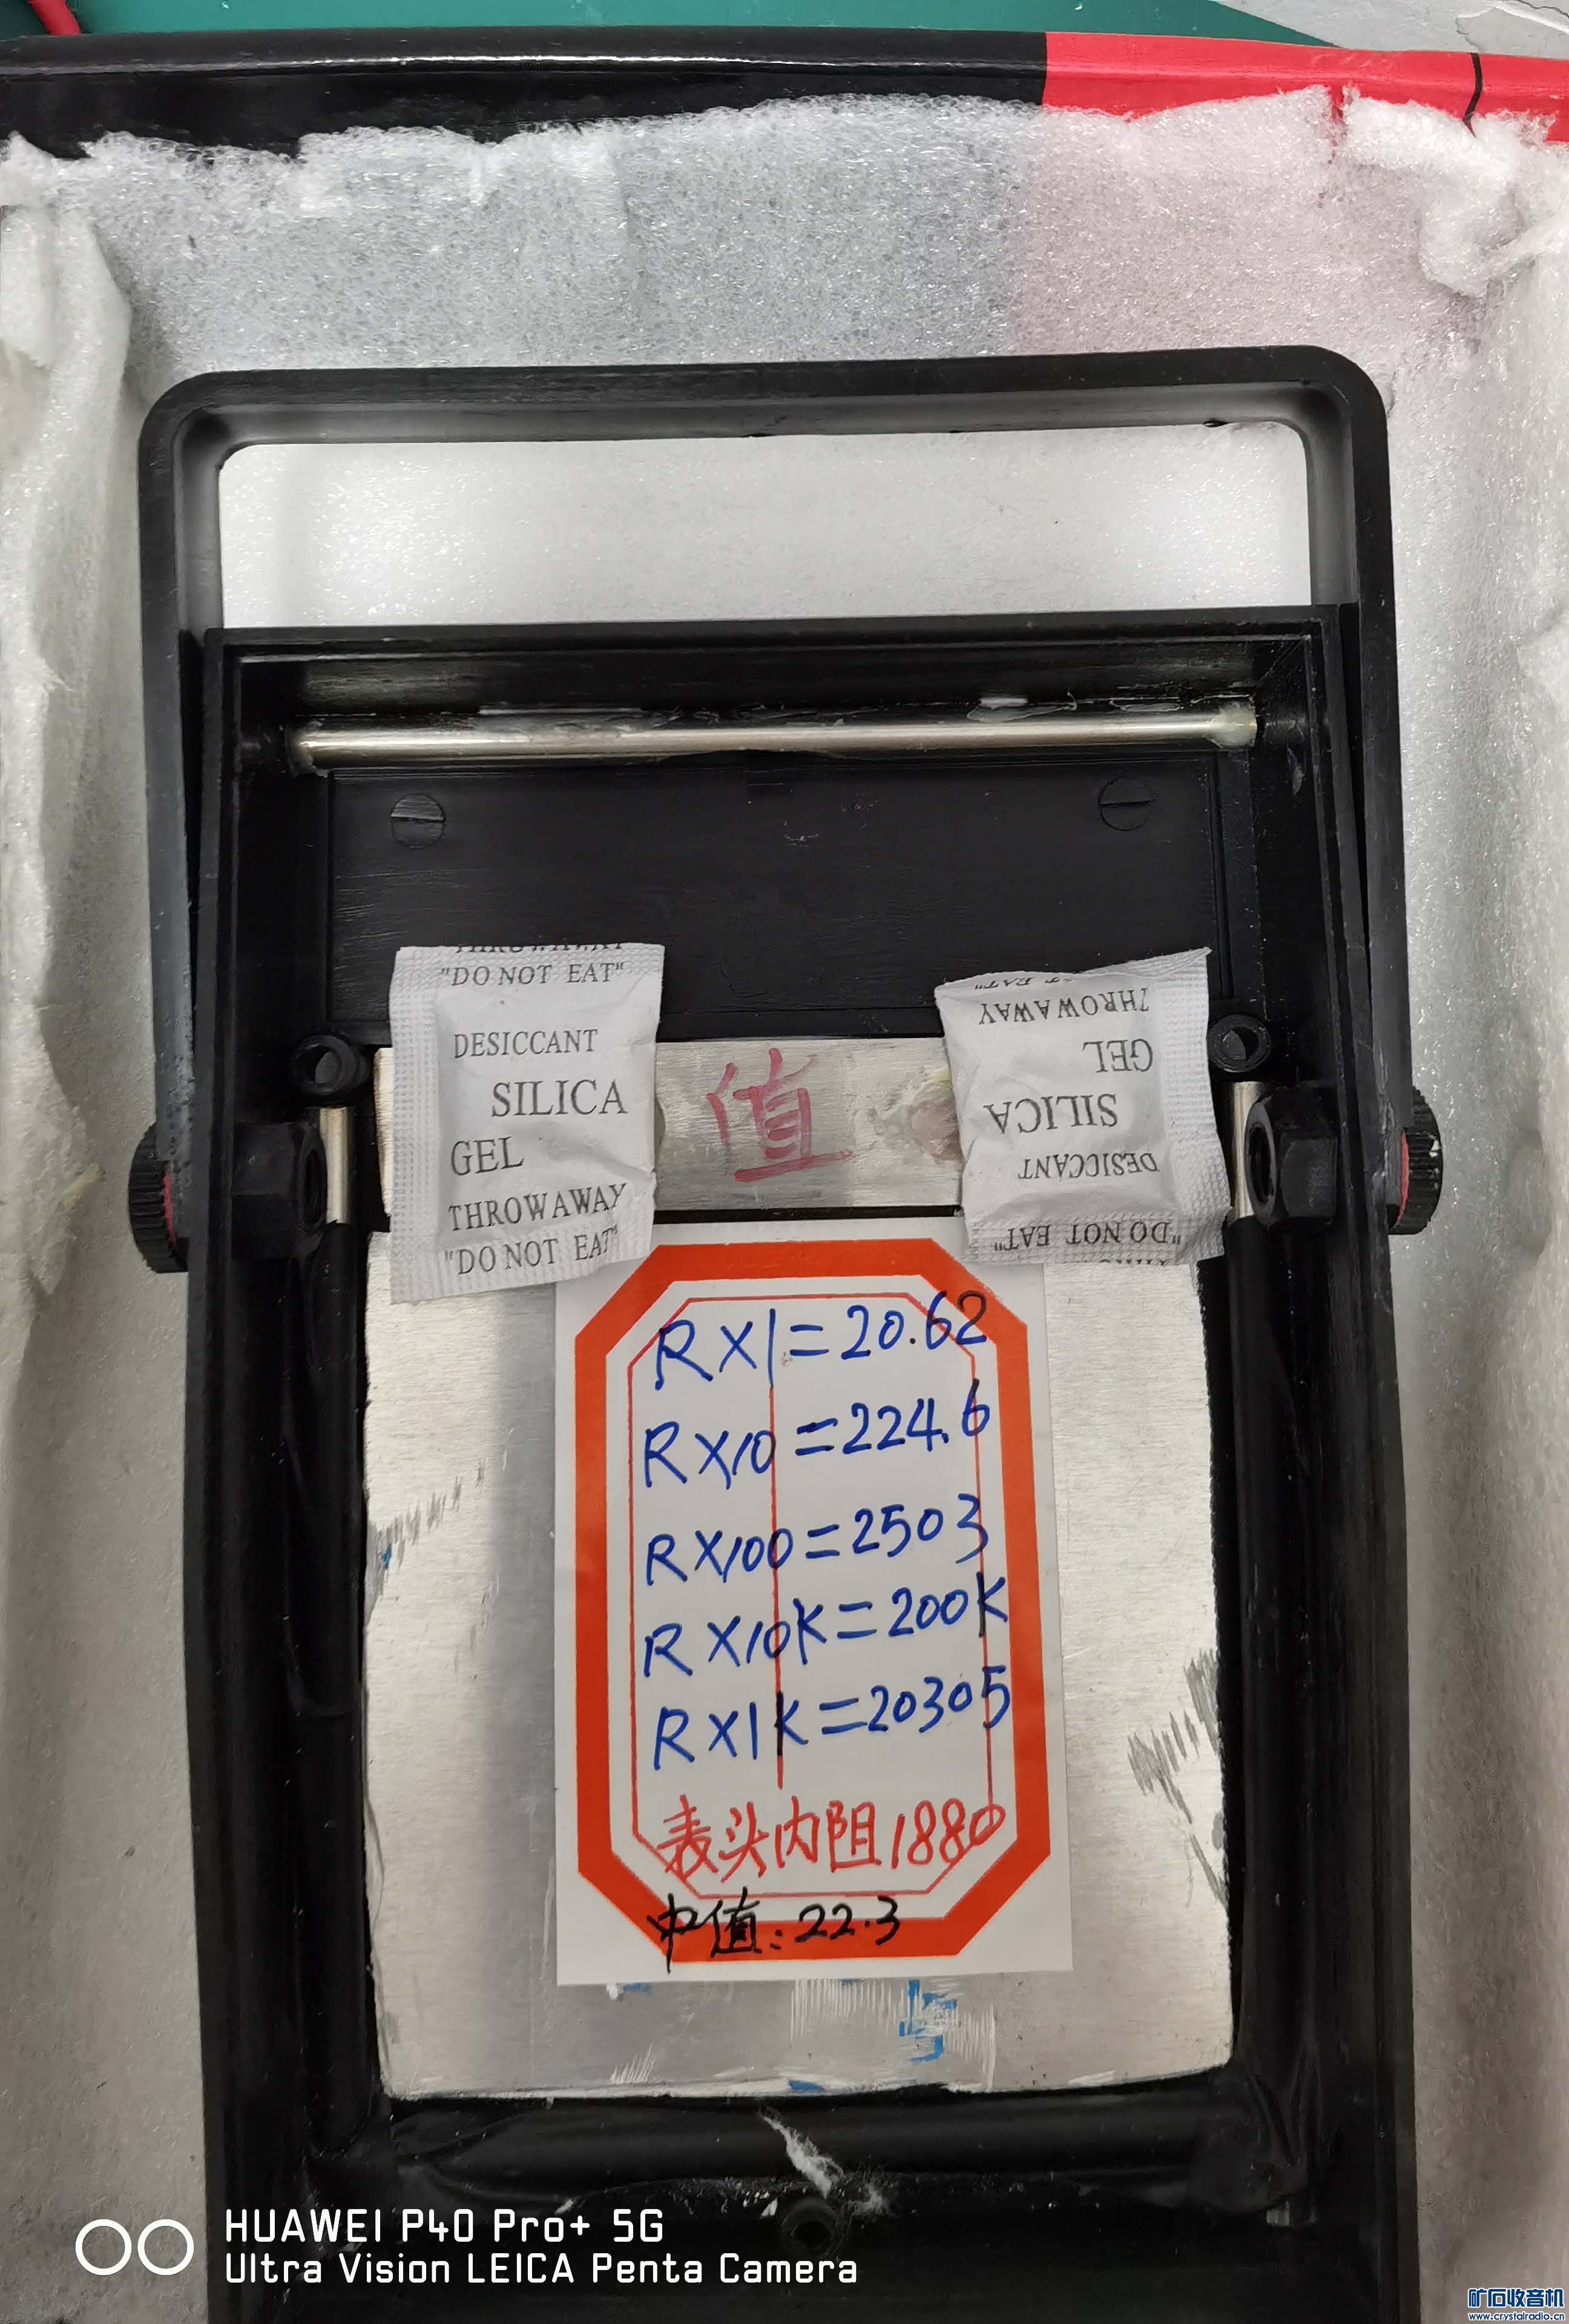 "DO NOT EAT"
DESICCANT
SILICA
GEL
THROWAWAY
"DO NOT EAT"
值
THROWAWAY
GEL
SILICA
DESICCANT
"DO NOT EAT"
RX1=20.62
RX10=224.6
RX100=2503
RX10K=200K
RX1K=20305
表头内阻1880
中值:22.3
HUAWEI P40 Pro+ 5G
Ultra Vision LEICA Penta Camera
矿石收音机
www.crystalradio.cn